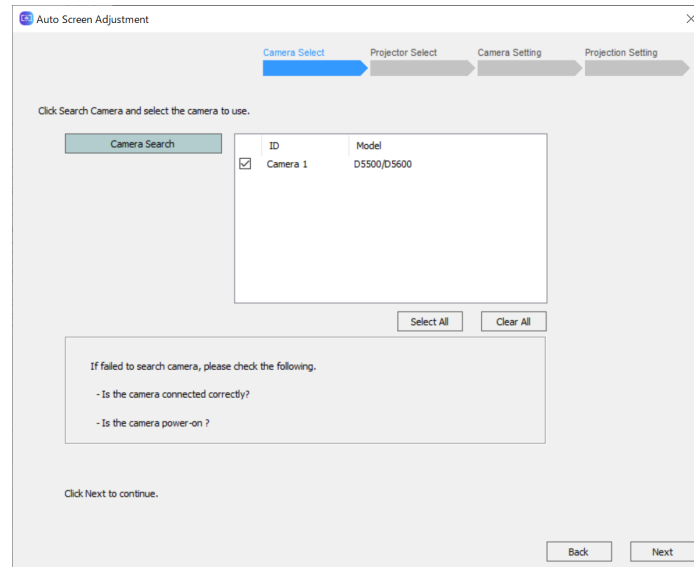 Auto Screen Adjustment
Camera Select Projector Select Camera Setting Projection Setting
Click Search Camera and select the camera to use.
Camera Search
ID Model
Camera 1 D5500/D5600
Select All Clear All
If failed to search camera, please check the following.
- Is the camera connected correctly?
- Is the camera power-on ?
Click Next to continue.
Back Next